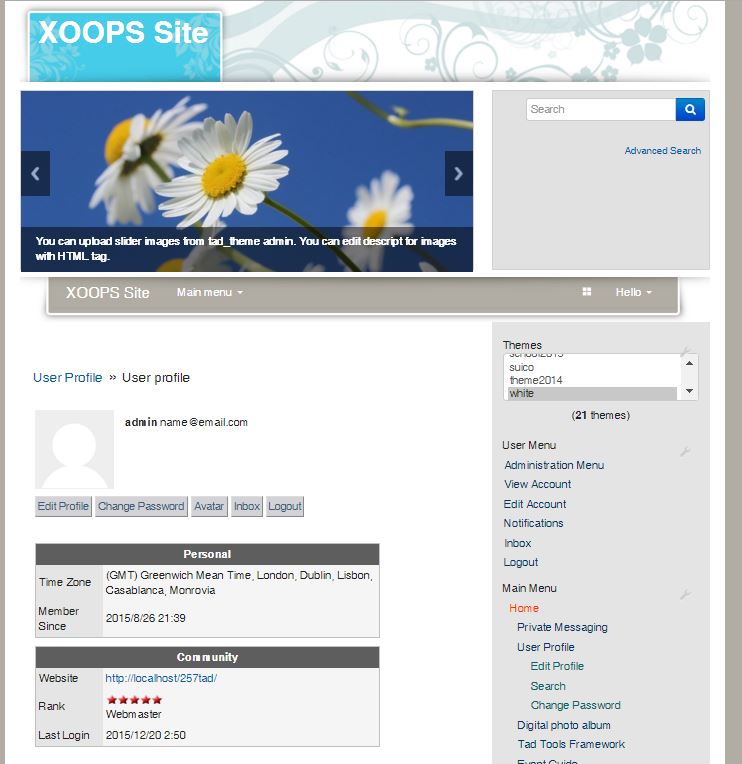 XOOPS Site
Search
Advanced Search
You can upload slider images from tad_theme admin. You can edit descript for images
with HTML tag.
XOOPS Site
Main menu
Hello
User Profile » User profile
admin name@email.com
Edit Profile
Change Password
Avatar
Inbox
Logout
Personal
Time Zone
(GMT) Greenwich Mean Time, London, Dublin, Lisbon,
Casablanca, Monrovia
Member
Since
2015/8/26 21:39
Community
Website
http://localhost/257tad/
Rank
Webmaster
Last Login
2015/12/20 2:50
Themes
suico
theme2014
white
(21 themes)
User Menu
Administration Menu
View Account
Edit Account
Notifications
Inbox
Logout
Main Menu
Home
Private Messaging
User Profile
Edit Profile
Search
Change Password
Digital photo album
Tad Tools Framework
Event Guide